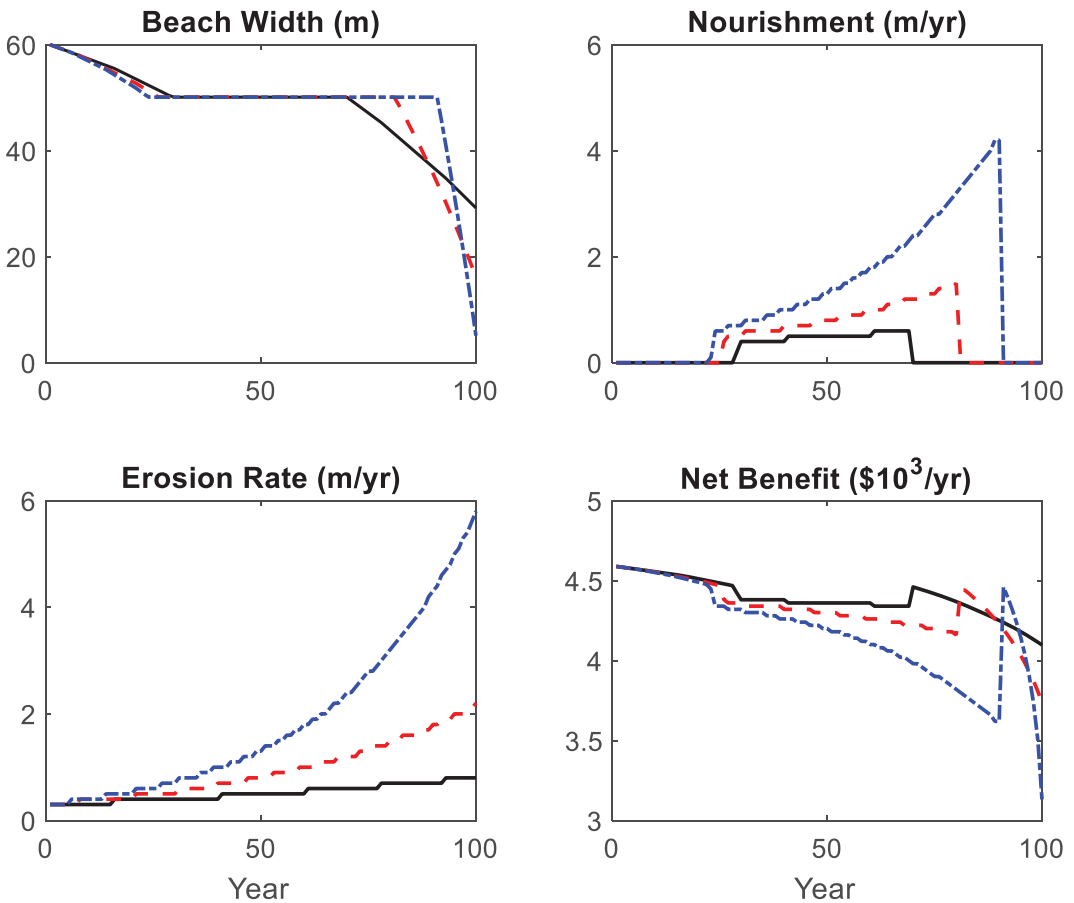 Beach Width (m)
60
40
20
0
0 50 100
Nourishment (m/yr)
6
4
2
0
0 50 100
Erosion Rate (m/yr)
6
4
2
0
0 50 100
Year
Net Benefit ($10³/yr)
5
4.5
4
3.5
3
0 50 100
Year